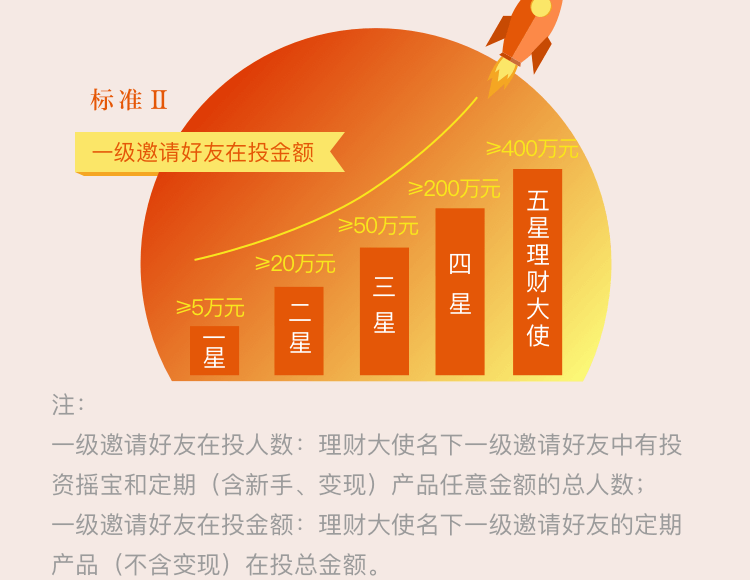 标准Ⅱ
一级邀请好友在投金额
≥400万元
≥200万元
≥50万元
≥20万元
≥5万元
一星
二星
三星
四星
五星理财大使
注：
一级邀请好友在投人数：理财大使名下一级邀请好友中有投
资摇宝和定期（含新手、变现）产品任意金额的总人数；
一级邀请好友在投金额：理财大使名下一级邀请好友的定期
产品（不含变现）在投总金额。